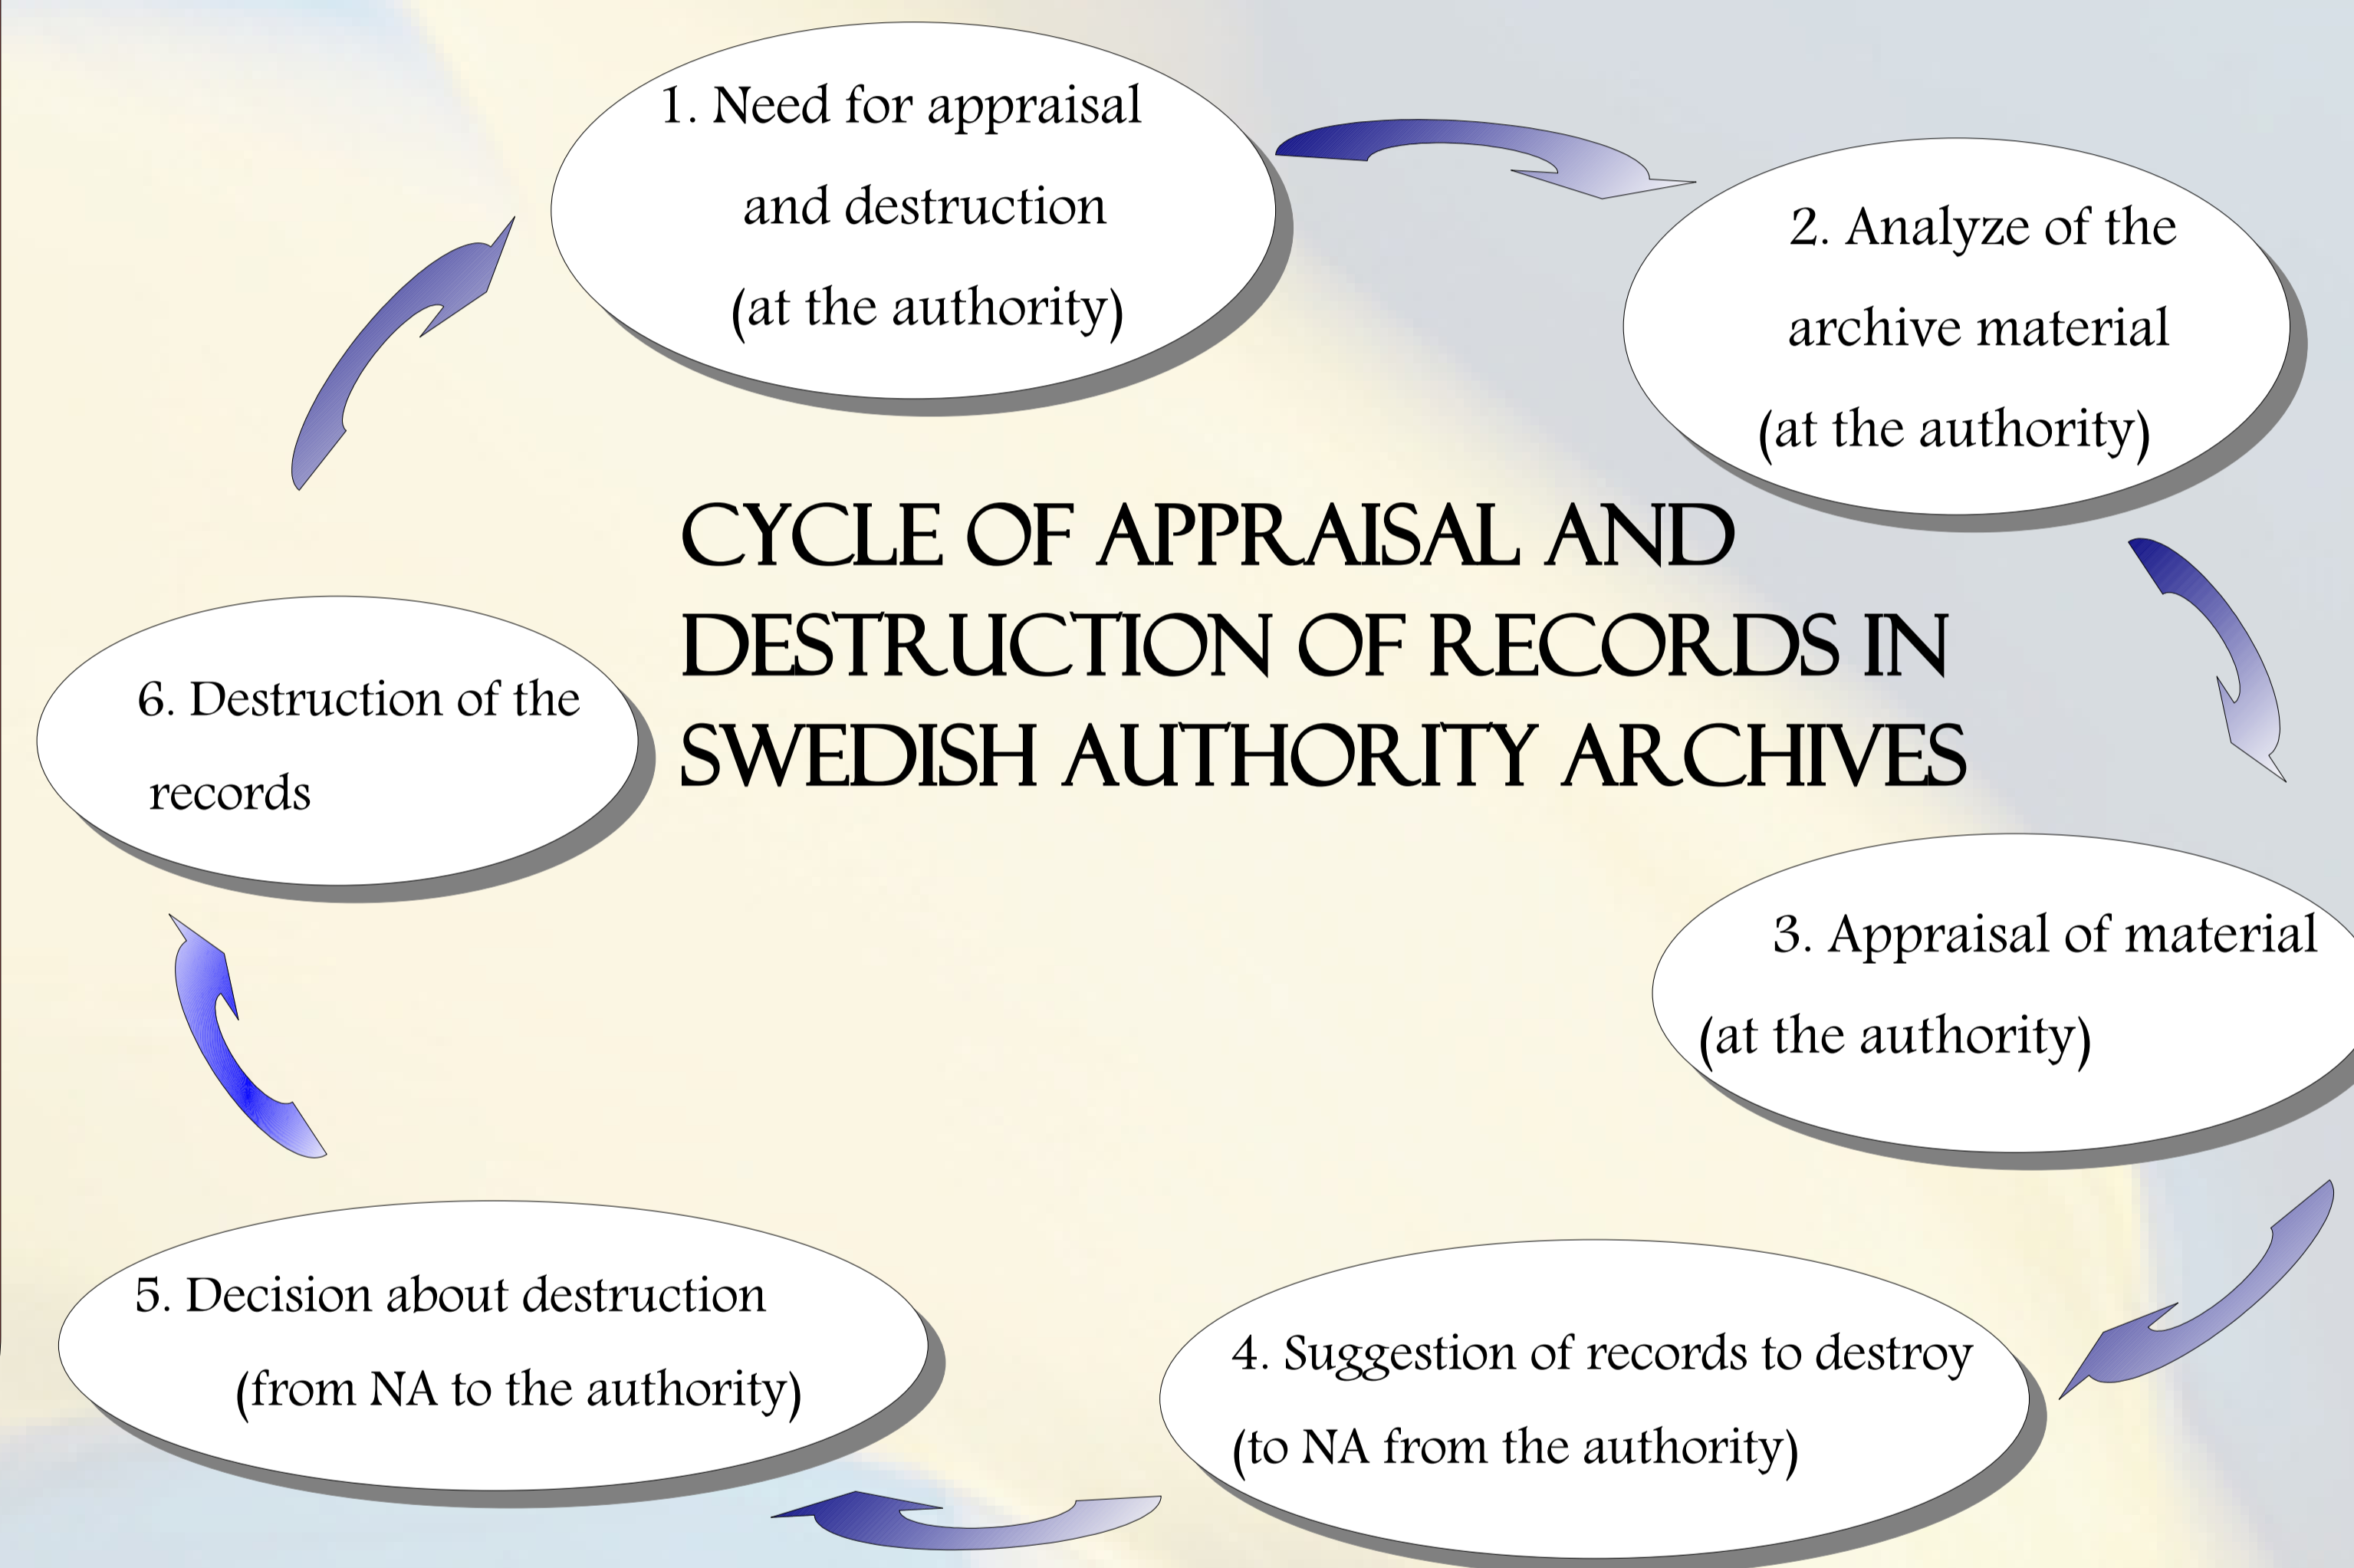 1. Need for appraisal
and destruction
(at the authority)
2. Analyze of the
archive material
(at the authority)
CYCLE OF APPRAISAL AND
DESTRUCTION OF RECORDS IN
SWEDISH AUTHORITY ARCHIVES
6. Destruction of the
records
3. Appraisal of material
(at the authority)
5. Decision about destruction
(from NA to the authority)
4. Suggestion of records to destroy
(to NA from the authority)